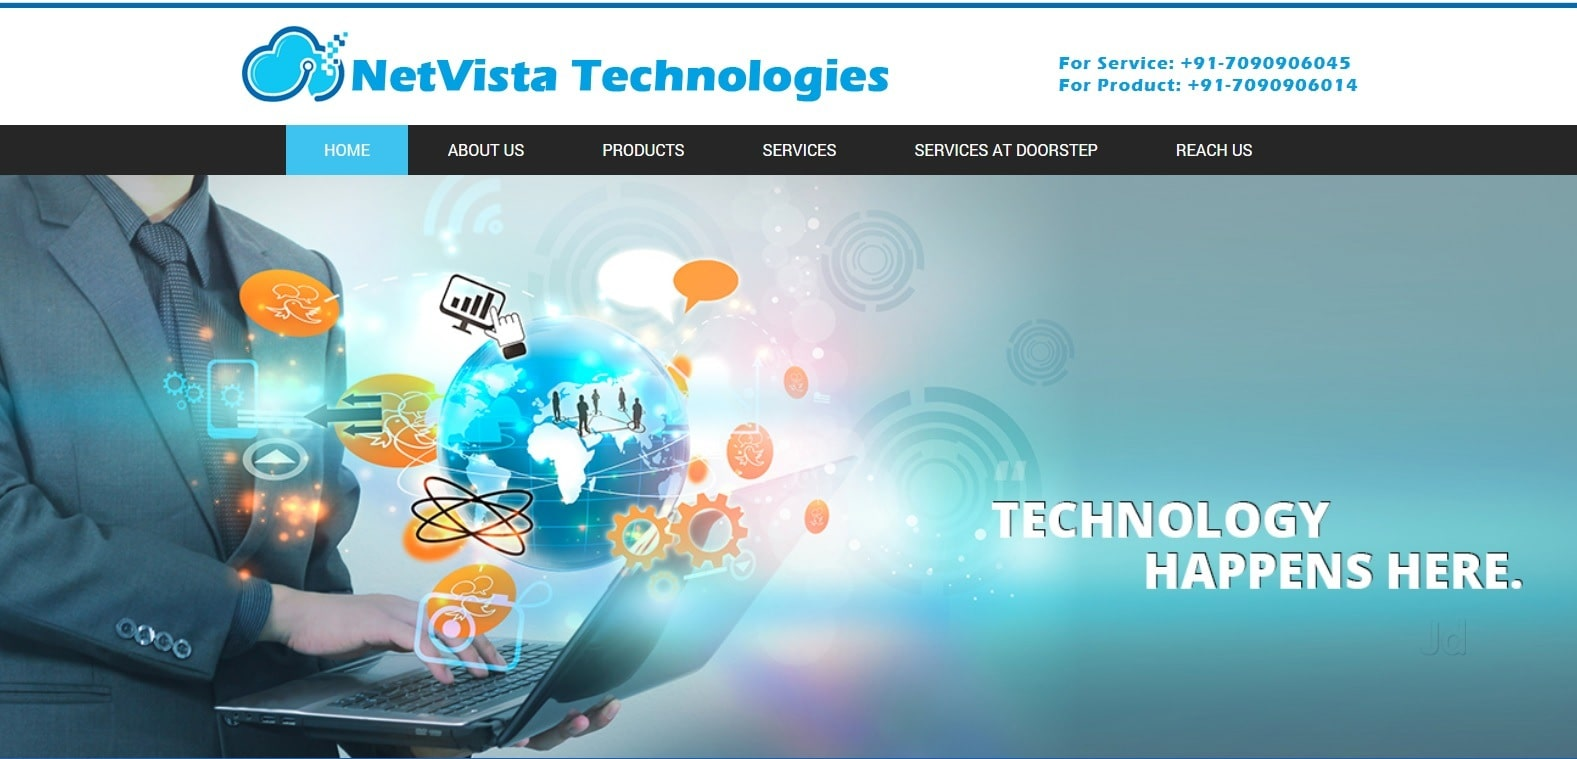 NetVista Technologies
For Service: +91-7090906045
For Product: +91-7090906014
HOME
ABOUT US
PRODUCTS
SERVICES
SERVICES AT DOORSTEP
REACH US
"TECHNOLOGY
HAPPENS HERE.
Jd